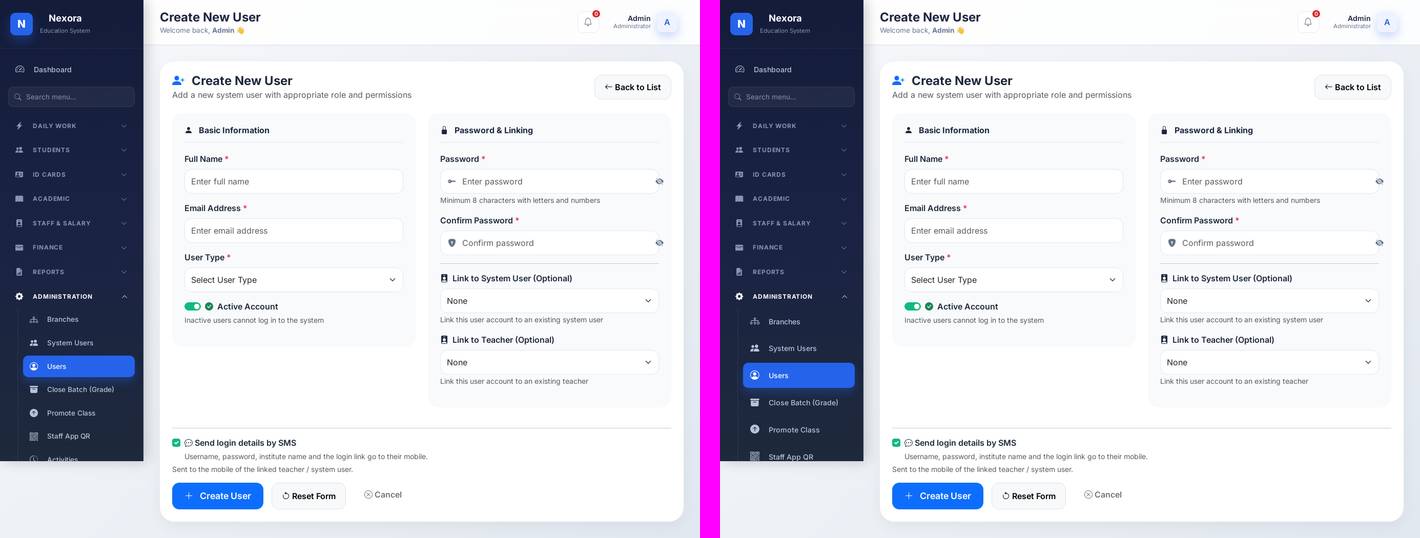 N
Nexora
Education System
Create New User
Welcome back, Admin 👋
0
Admin
Administrator
A
Dashboard
Search menu...
DAILY WORK
STUDENTS
ID CARDS
ACADEMIC
STAFF & SALARY
FINANCE
REPORTS
ADMINISTRATION
Branches
System Users
Users
Close Batch (Grade)
Promote Class
Staff App QR
Activities
Create New User
Add a new system user with appropriate role and permissions
← Back to List
Basic Information
Full Name *
Enter full name
Email Address *
Enter email address
User Type *
Select User Type
Active Account
Inactive users cannot log in to the system
Password & Linking
Password *
Enter password
Minimum 8 characters with letters and numbers
Confirm Password *
Confirm password
Link to System User (Optional)
None
Link this user account to an existing system user
Link to Teacher (Optional)
None
Link this user account to an existing teacher
Send login details by SMS
Username, password, institute name and the login link go to their mobile.
Sent to the mobile of the linked teacher / system user.
+ Create User
Reset Form
Cancel
N
Nexora
Education System
Create New User
Welcome back, Admin 👋
0
Admin
Administrator
A
Dashboard
Search menu...
DAILY WORK
STUDENTS
ID CARDS
ACADEMIC
STAFF & SALARY
FINANCE
REPORTS
ADMINISTRATION
Branches
System Users
Users
Close Batch (Grade)
Promote Class
Staff App QR
Create New User
Add a new system user with appropriate role and permissions
← Back to List
Basic Information
Full Name *
Enter full name
Email Address *
Enter email address
User Type *
Select User Type
Active Account
Inactive users cannot log in to the system
Password & Linking
Password *
Enter password
Minimum 8 characters with letters and numbers
Confirm Password *
Confirm password
Link to System User (Optional)
None
Link this user account to an existing system user
Link to Teacher (Optional)
None
Link this user account to an existing teacher
Send login details by SMS
Username, password, institute name and the login link go to their mobile.
Sent to the mobile of the linked teacher / system user.
+ Create User
Reset Form
Cancel